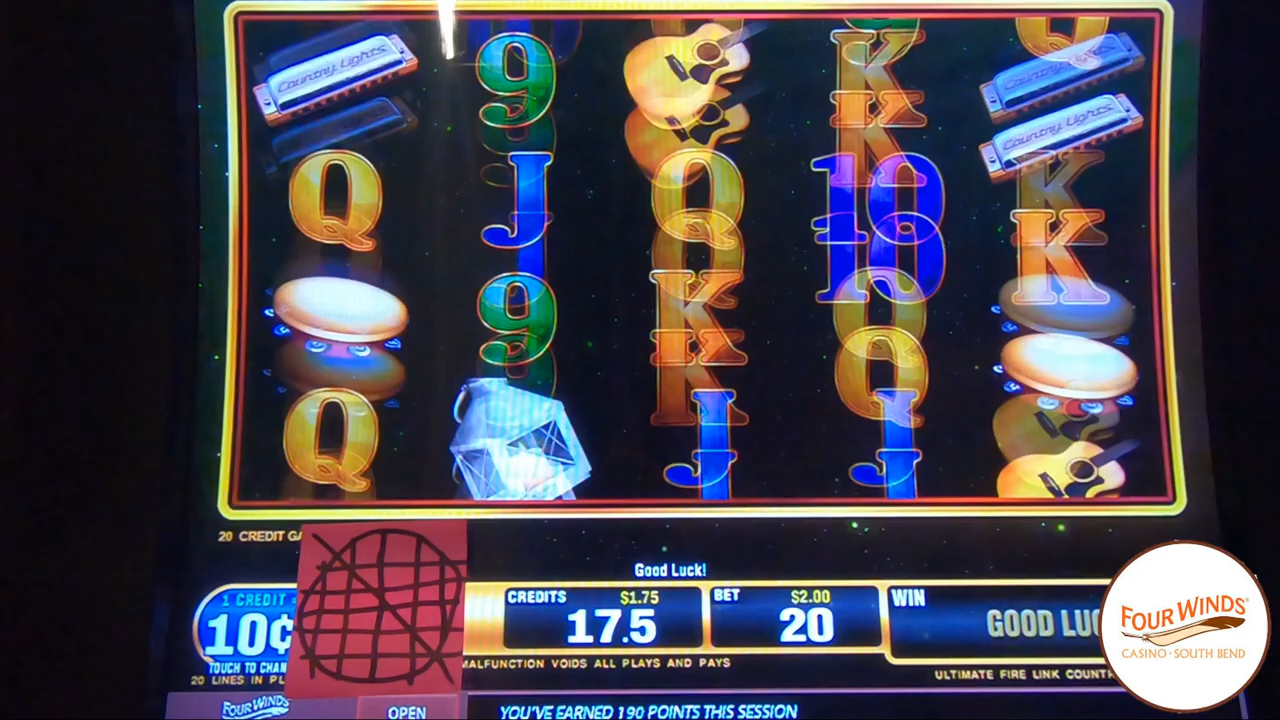 Country Lights
9
K
Q
Country Lights
Country Lights
Q
J
Q
10
K
9
K
Q
Q
J
J
20 CREDIT GA
Good Luck!
1 CREDIT =
10¢
TOUCH TO CHAN
CREDITS $1.75
17.5
BET $2.00
20
WIN
GOOD LUC
20 LINES IN PL
MALFUNCTION VOIDS ALL PLAYS AND PAYS
ULTIMATE FIRE LINK COUNT
FOUR WINDS
OPEN
YOU'VE EARNED 190 POINTS THIS SESSION
FOUR WINDS®
CASINO • SOUTH BEND